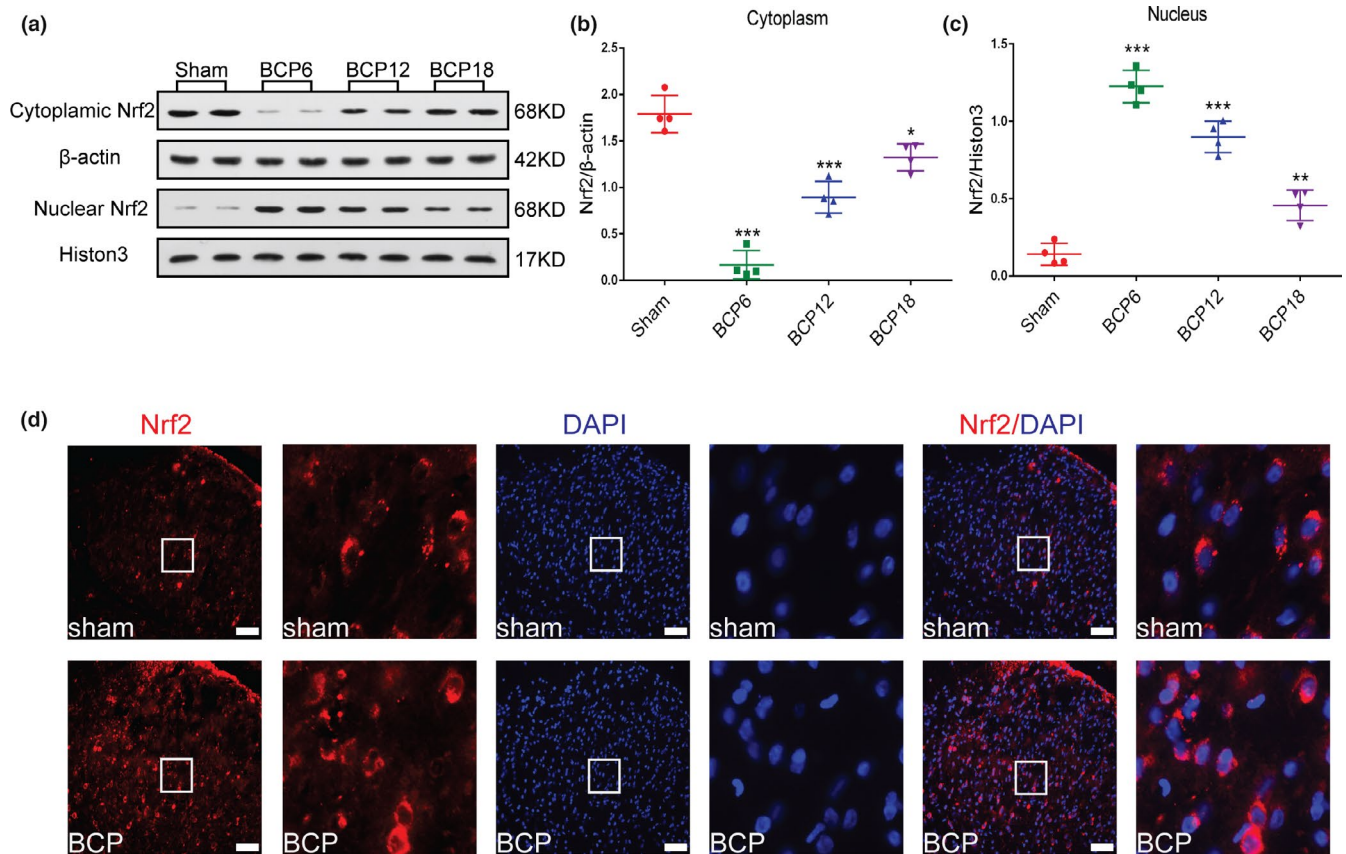 (a)
Sham BCP6 BCP12 BCP18
Cytoplamic Nrf2 68KD
β-actin 42KD
Nuclear Nrf2 68KD
Histon3 17KD
(b)
Cytoplasm
Nrf2/β-actin
2.5
2.0
1.5
1.0
0.5
0.0
***
***
*
Sham BCP6 BCP12 BCP18
(c)
Nucleus
Nrf2/Histon3
1.5
1.0
0.5
0.0
***
***
**
Sham BCP6 BCP12 BCP18
(d)
Nrf2 DAPI Nrf2/DAPI
sham sham sham sham sham sham
BCP BCP BCP BCP BCP BCP